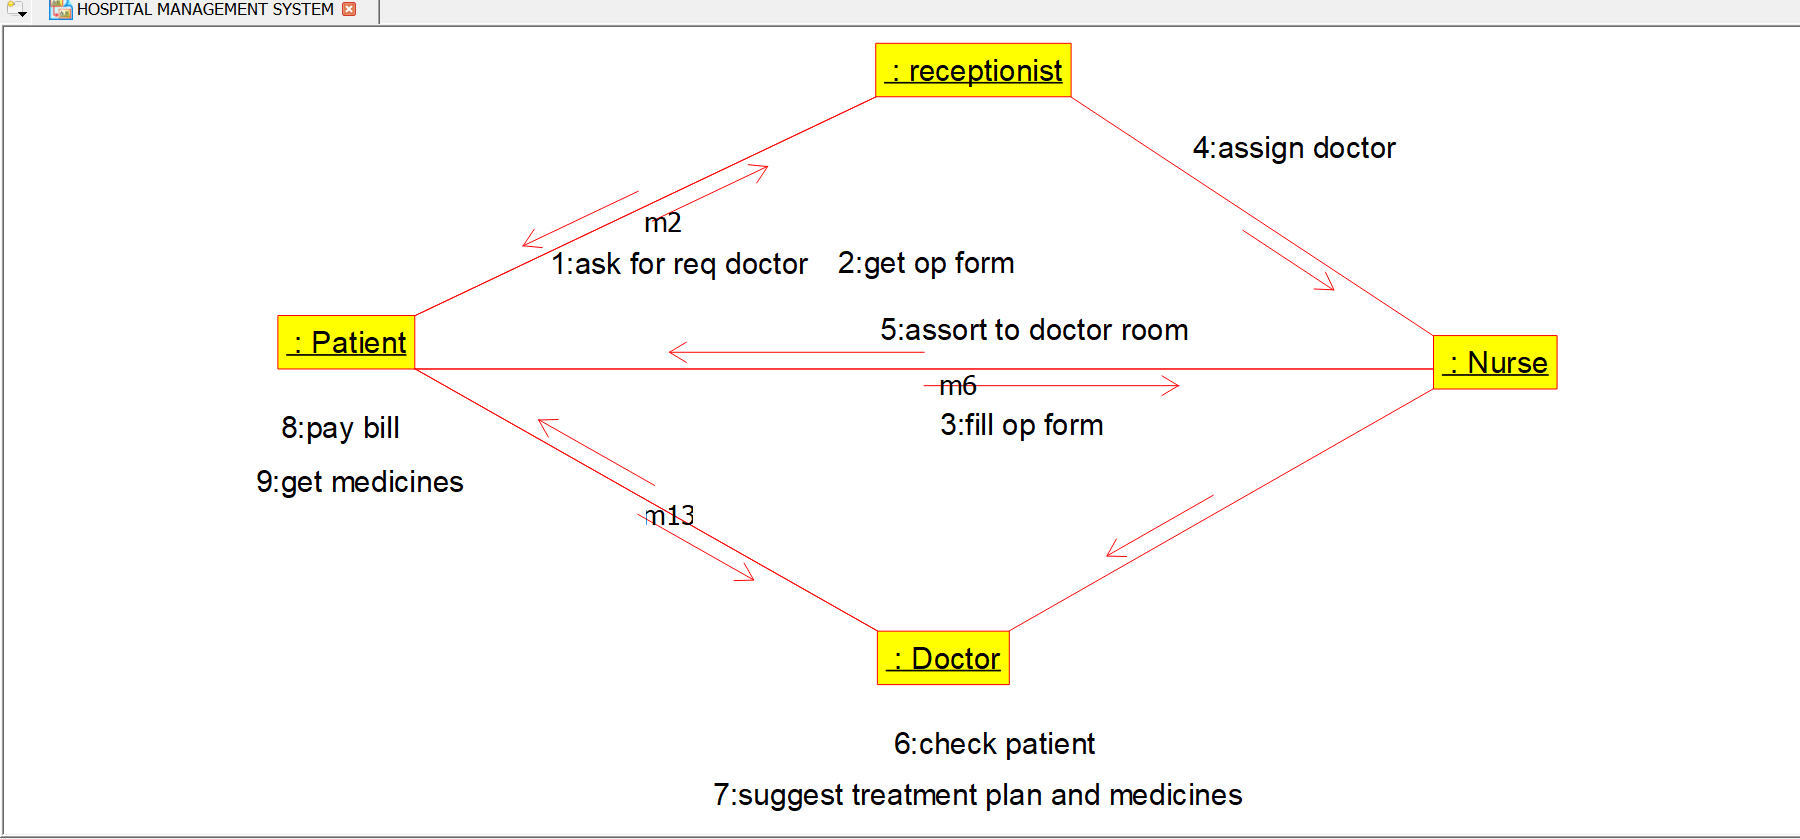 HOSPITAL MANAGEMENT SYSTEM
: receptionist
4:assign doctor
m2
1:ask for req doctor
2:get op form
5:assort to doctor room
: Patient
: Nurse
m6
3:fill op form
8:pay bill
9:get medicines
m13
: Doctor
6:check patient
7:suggest treatment plan and medicines